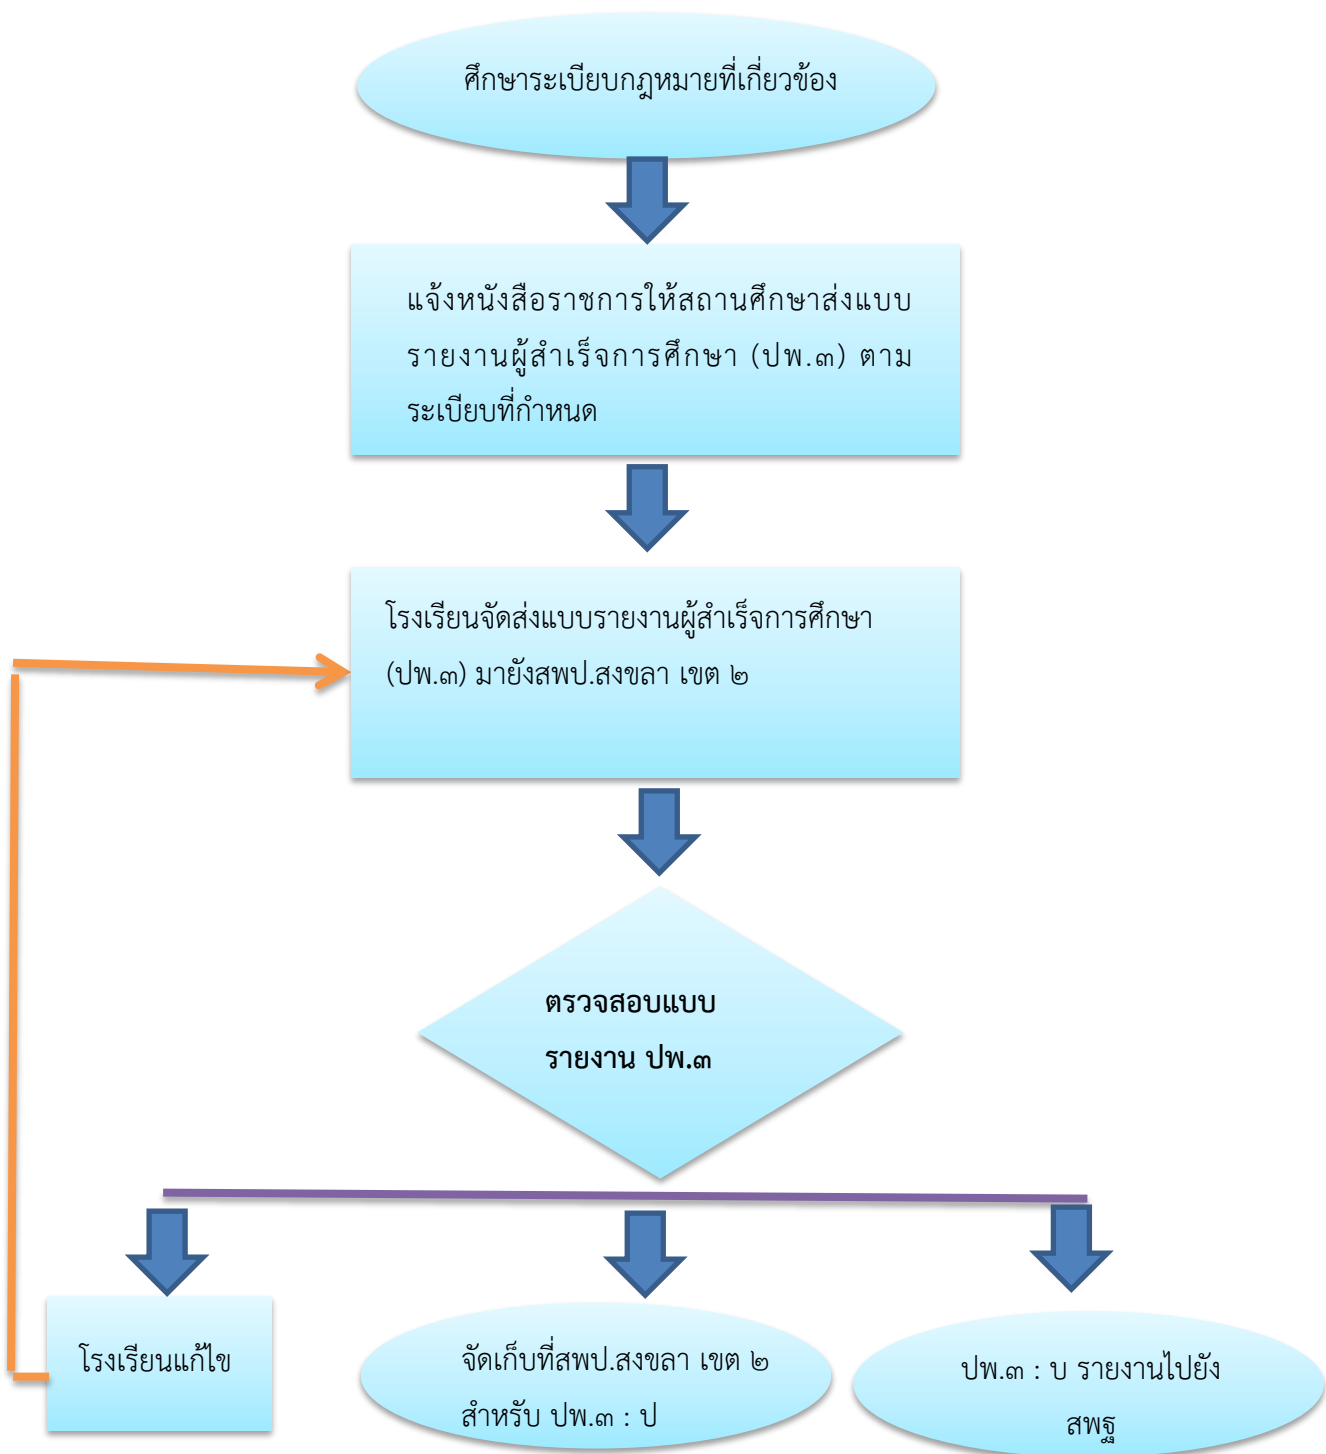 ศึกษาระเบียบกฎหมายที่เกี่ยวข้อง
แจ้งหนังสือราชการให้สถานศึกษาส่งแบบ
รายงานผู้สำเร็จการศึกษา (ปพ.๓) ตาม
ระเบียบที่กำหนด
โรงเรียนจัดส่งแบบรายงานผู้สำเร็จการศึกษา
(ปพ.๓) มายังสพป.สงขลา เขต ๒
ตรวจสอบแบบ
รายงาน ปพ.๓
โรงเรียนแก้ไข
จัดเก็บที่สพป.สงขลา เขต ๒
สำหรับ ปพ.๓ : ป
ปพ.๓ : บ รายงานไปยัง
สพฐ